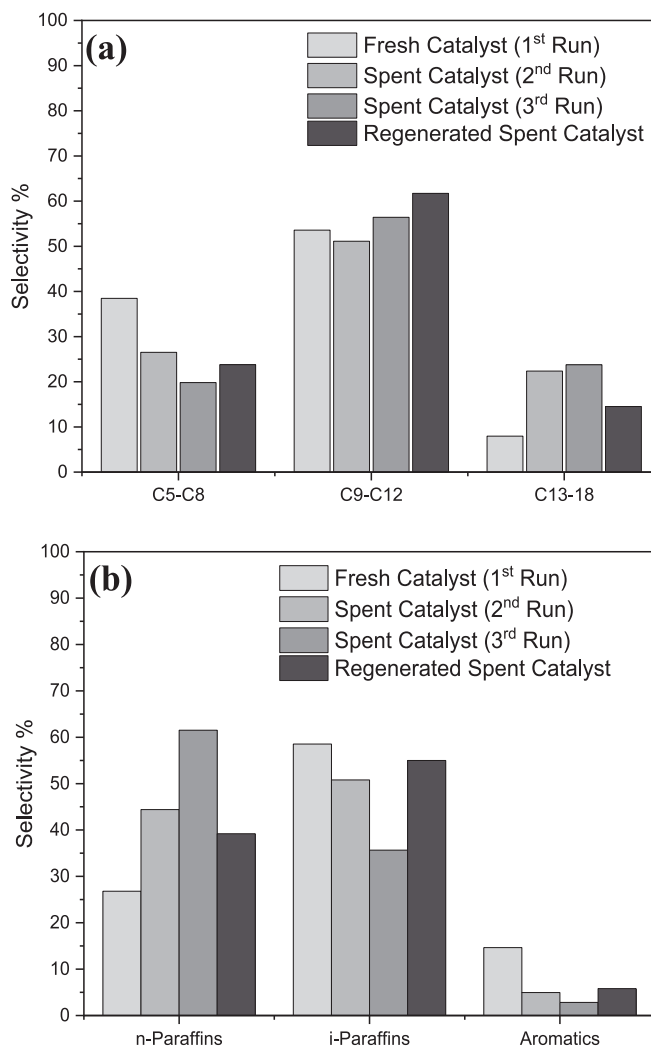 (a)
Fresh Catalyst (1st Run)
Spent Catalyst (2nd Run)
Spent Catalyst (3rd Run)
Regenerated Spent Catalyst
Selectivity %
100
90
80
70
60
50
40
30
20
10
0
C5-C8 C9-C12 C13-18
(b)
Fresh Catalyst (1st Run)
Spent Catalyst (2nd Run)
Spent Catalyst (3rd Run)
Regenerated Spent Catalyst
Selectivity %
100
90
80
70
60
50
40
30
20
10
0
n-Paraffins i-Paraffins Aromatics